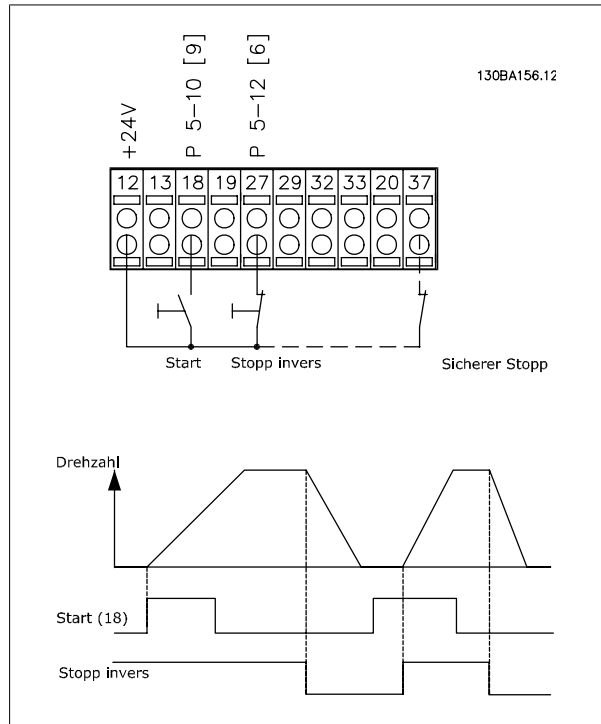 130BA156.12
+24V
P 5-10 [9]
P 5-12 [6]
12 13 18 19 27 29 32 33 20 37
Start Stopp invers Sicherer Stopp
Drehzahl
Start (18)
Stopp invers